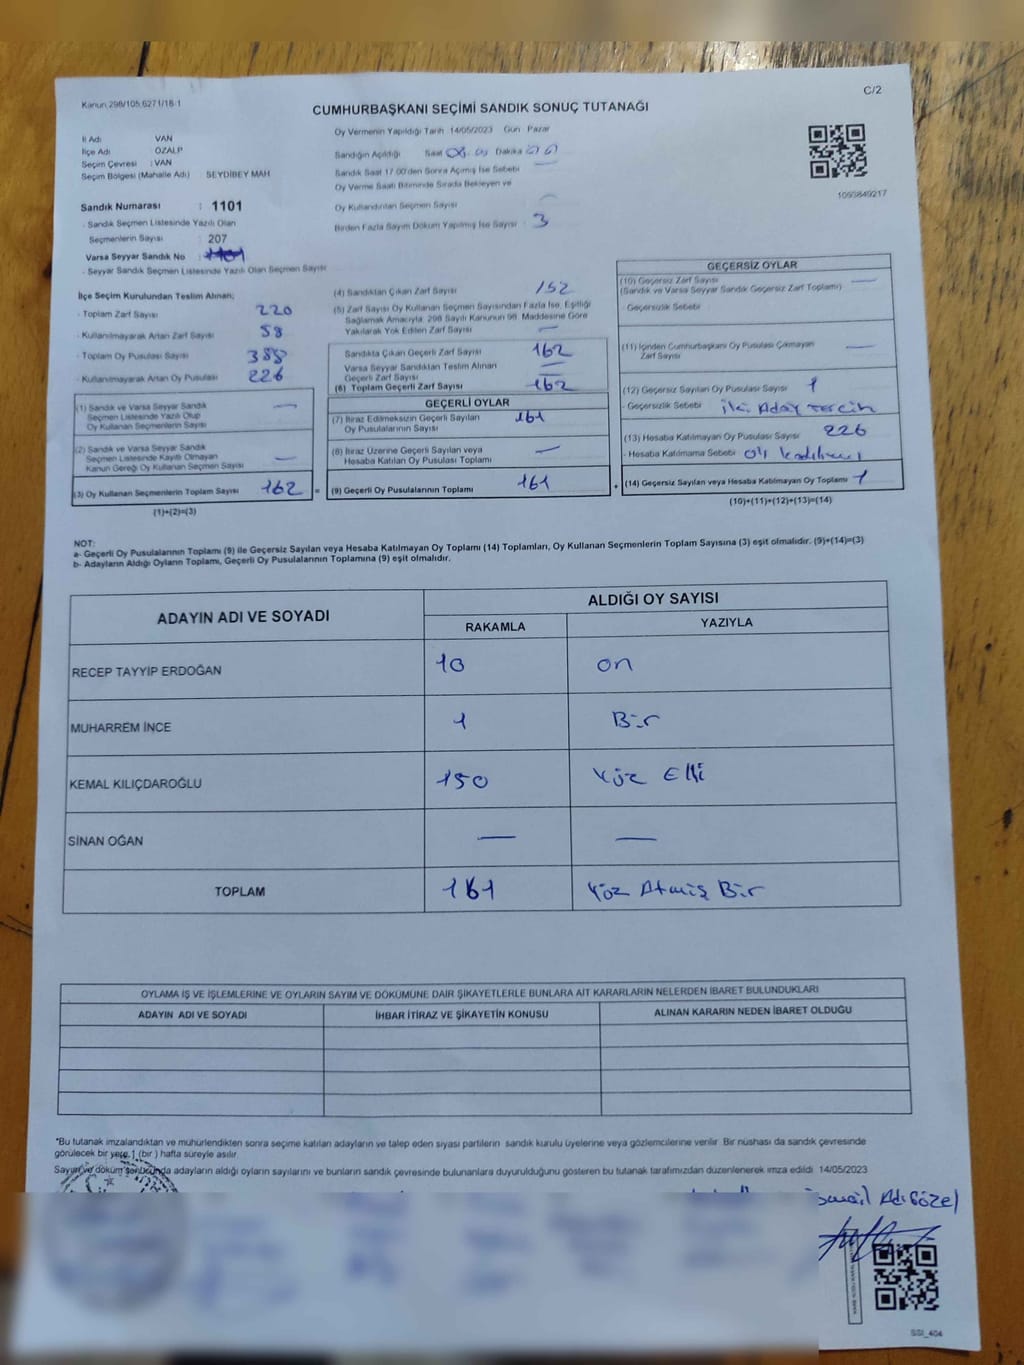 Kanun 298/105,6271/18-1
C/2
CUMHURBAŞKANI SEÇİMİ SANDIK SONUÇ TUTANAĞI
İl Adı VAN
İlçe Adı ÖZALP
Seçim Çevresi : VAN
Seçim Bölgesi (Mahalle Adı) SEYDİBEY MAH
Sandık Numarası : 1101
- Sandık Seçmen Listesinde Yazılı Olan
Seçmenlerin Sayısı : 207
Varsa Seyyar Sandık No :
- Seyyar Sandık Seçmen Listesinde Yazılı Olan Seçmen Sayısı
Oy Vermenin Yapıldığı Tarih 14/05/2023 Gün Pazar
Sandığın Açıldığı Saat Dakika
Sandık Saat 17.00'den Sonra Açımış İse Sebebi
Oy Verme Saati Bitiminde Sırada Bekleyen ve
Oy Kullandırılan Seçmen Sayısı
Birden Fazla Sayım Döküm Yapılmış İse Sayısı : 3
1095849217
İlçe Seçim Kurulundan Teslim Alınan;
- Toplam Zarf Sayısı 220
- Kullanılmayarak Artan Zarf Sayısı 58
- Toplam Oy Pusulası Sayısı 388
- Kullanılmayarak Artan Oy Pusulası 226
(1) Sandık ve Varsa Seyyar Sandık
Seçmen Listesinde Yazılı Olup
Oy Kullanan Seçmenlerin Sayısı —
(2) Sandık ve Varsa Seyyar Sandık
Seçmen Listesinde Kayıtlı Olmayan
Kanun Gereği Oy Kullanan Seçmen Sayısı —
(3) Oy Kullanan Seçmenlerin Toplam Sayısı 162 =
(1)+(2)=(3)
(4) Sandıktan Çıkan Zarf Sayısı 162
(5) Zarf Sayısı Oy Kullanan Seçmen Sayısından Fazla İse, Eşitliği
Sağlamak Amacıyla, 298 Sayılı Kanunun 98. Maddesine Göre
Yakılarak Yok Edilen Zarf Sayısı —
Sandıkta Çıkan Geçerli Zarf Sayısı 162
Varsa Seyyar Sandıktan Teslim Alınan
Geçerli Zarf Sayısı —
(6) Toplam Geçerli Zarf Sayısı 162
GEÇERLİ OYLAR
(7) İtiraz Edilmeksizin Geçerli Sayılan
Oy Pusulalarının Sayısı 161
(8) İtiraz Üzerine Geçerli Sayılan veya
Hesaba Katılan Oy Pusulası Toplamı —
(9) Geçerli Oy Pusulalarının Toplamı 161 +
GEÇERSİZ OYLAR
(10) Geçersiz Zarf Sayısı —
(Sandık ve Varsa Seyyar Sandık Geçersiz Zarf Toplamı)
- Geçersizlik Sebebi :
(11) İçinden Cumhurbaşkanı Oy Pusulası Çıkmayan —
Zarf Sayısı
(12) Geçersiz Sayılan Oy Pusulası Sayısı 1
- Geçersizlik Sebebi : İki Aday Tercih
(13) Hesaba Katılmayan Oy Pusulası Sayısı 226
- Hesaba Katılmama Sebebi
(14) Geçersiz Sayılan veya Hesaba Katılmayan Oy Toplamı 1
(10)+(11)+(12)+(13)=(14)
NOT:
a- Geçerli Oy Pusulalarının Toplamı (9) ile Geçersiz Sayılan veya Hesaba Katılmayan Oy Toplamı (14) Toplamları, Oy Kullanan Seçmenlerin Toplam Sayısına (3) eşit olmalıdır. (9)+(14)=(3)
b- Adayların Aldığı Oyların Toplamı, Geçerli Oy Pusulalarının Toplamına (9) eşit olmalıdır.
ADAYIN ADI VE SOYADI ALDIĞI OY SAYISI
RAKAMLA YAZIYLA
RECEP TAYYİP ERDOĞAN 10 on
MUHARREM İNCE 1 Bir
KEMAL KILIÇDAROĞLU 150 Yüz Elli
SİNAN OĞAN — —
TOPLAM 161 Yüz Atmiş Bir
OYLAMA İŞ VE İŞLEMLERİNE VE OYLARIN SAYIM VE DÖKÜMÜNE DAİR ŞİKAYETLERLE BUNLARA AİT KARARLARIN NELERDEN İBARET BULUNDUKLARI
ADAYIN ADI VE SOYADI İHBAR İTİRAZ VE ŞİKAYETİN KONUSU ALINAN KARARIN NEDEN İBARET OLDUĞU
*Bu tutanak imzalandıktan ve mühürlendikten sonra seçime katılan adayların ve talep eden siyasi partilerin sandık kurulu üyelerine veya gözlemcilerine verilir. Bir nüshası da sandık çevresinde
görülecek bir yere 1 (bir) hafta süreyle asılır.
Sayım ve döküm sonucunda adayların aldığı oyların sayılarını ve bunların sandık çevresinde bulunanlara duyurulduğunu gösteren bu tutanak tarafımızdan düzenlenerek imza edildi 14/05/2023
İsmail Adıgözel
SSI_404